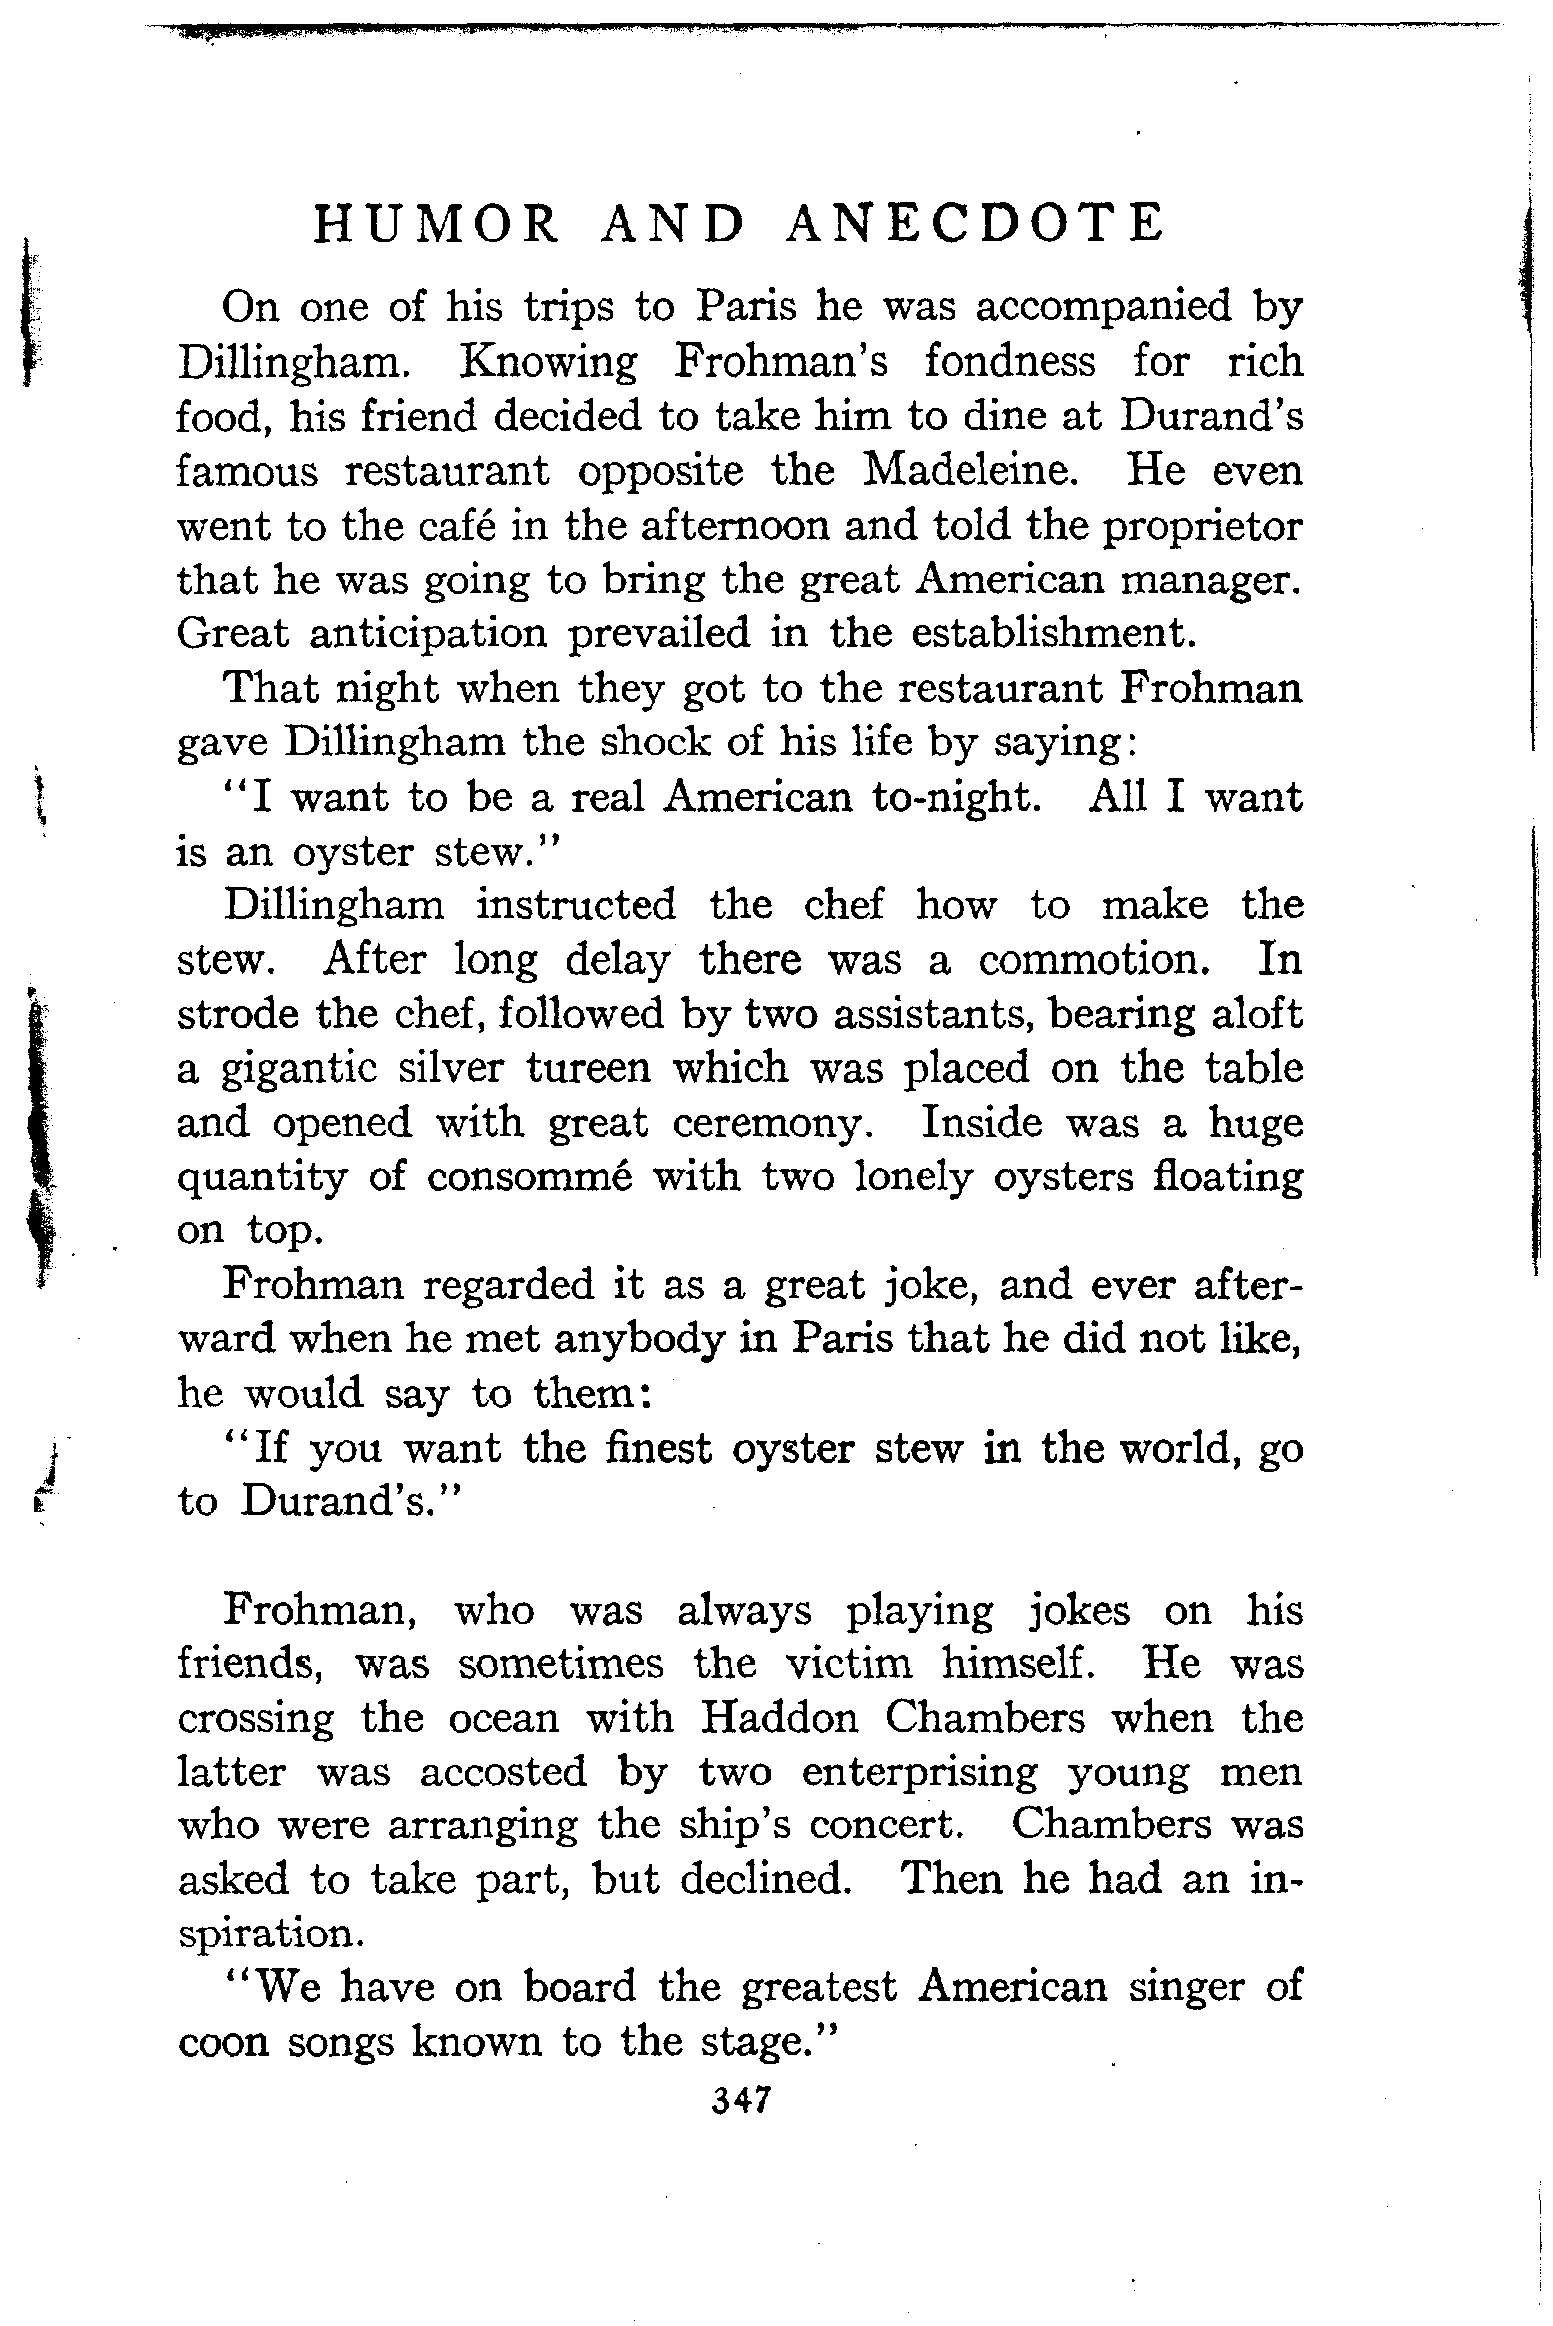 HUMOR AND ANECDOTE
On one of his trips to Paris he was accompanied by
Dillingham. Knowing Frohman's fondness for rich
food, his friend decided to take him to dine at Durand's
famous restaurant opposite the Madeleine. He even
went to the café in the afternoon and told the proprietor
that he was going to bring the great American manager.
Great anticipation prevailed in the establishment.
That night when they got to the restaurant Frohman
gave Dillingham the shock of his life by saying:
"I want to be a real American to-night. All I want
is an oyster stew."
Dillingham instructed the chef how to make the
stew. After long delay there was a commotion. In
strode the chef, followed by two assistants, bearing aloft
a gigantic silver tureen which was placed on the table
and opened with great ceremony. Inside was a huge
quantity of consommé with two lonely oysters floating
on top.
Frohman regarded it as a great joke, and ever after-
ward when he met anybody in Paris that he did not like,
he would say to them:
"If you want the finest oyster stew in the world, go
to Durand's."
Frohman, who was always playing jokes on his
friends, was sometimes the victim himself. He was
crossing the ocean with Haddon Chambers when the
latter was accosted by two enterprising young men
who were arranging the ship's concert. Chambers was
asked to take part, but declined. Then he had an in-
spiration.
"We have on board the greatest American singer of
coon songs known to the stage."
347